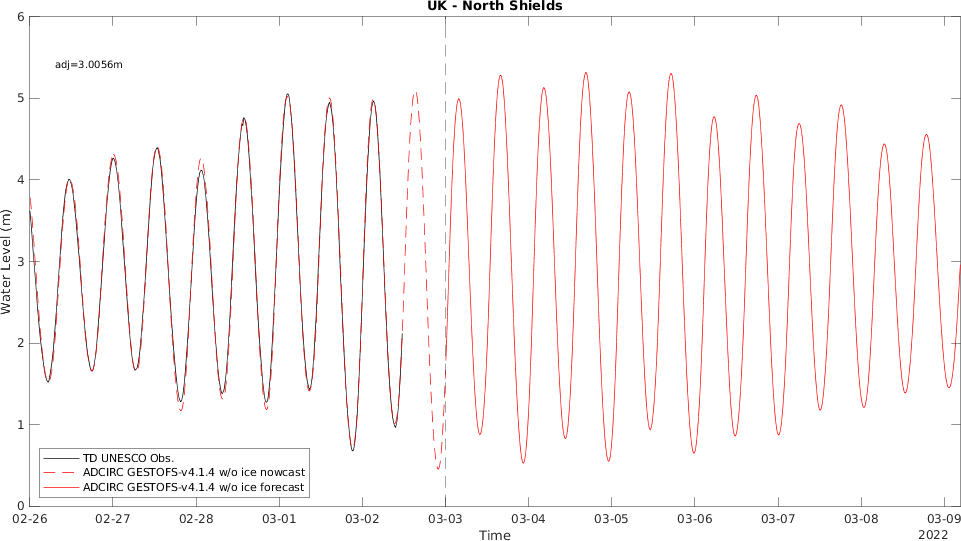 UK - North Shields
6
adj=3.0056m
5
4
3
2
1
0
Water Level (m)
TD UNESCO Obs.
ADCIRC GESTOFS-v4.1.4 w/o ice nowcast
ADCIRC GESTOFS-v4.1.4 w/o ice forecast
02-26 02-27 02-28 03-01 03-02 03-03 03-04 03-05 03-06 03-07 03-08 03-09
Time
2022